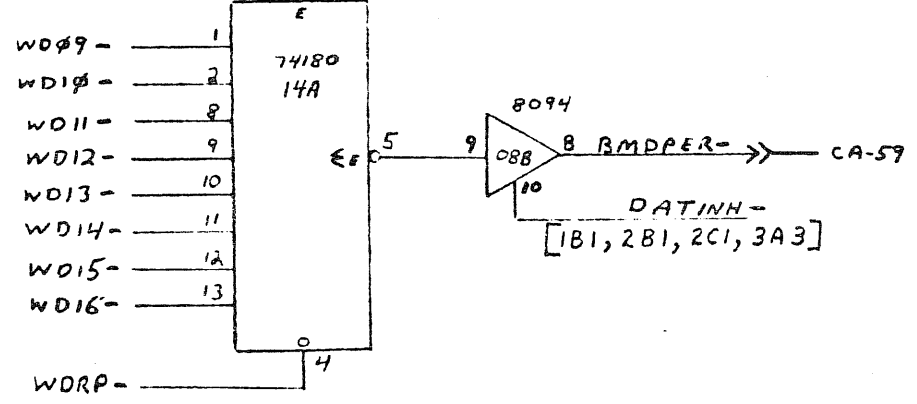 E
WDØ9- 1
74180
14A
WD1Ø- 2
8094
WD11- 8
WD12- 9
ΣE 5
9 08B 8 BMDPER- CA-59
WD13- 10
10
WD14- 11
DATINH-
[1B1, 2B1, 2C1, 3A3]
WD15- 12
WD16- 13
O
4
WDRP-